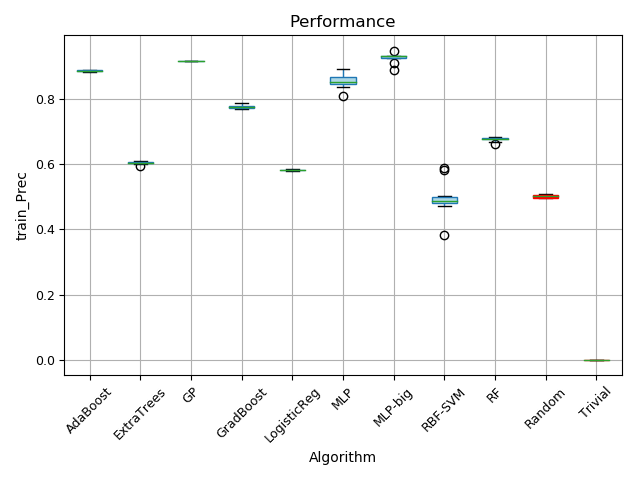 Performance
train_Prec
0.8
0.6
0.4
0.2
0.0
AdaBoost
ExtraTrees
GP
GradBoost
LogisticReg
MLP
MLP-big
RBF-SVM
RF
Random
Trivial
Algorithm